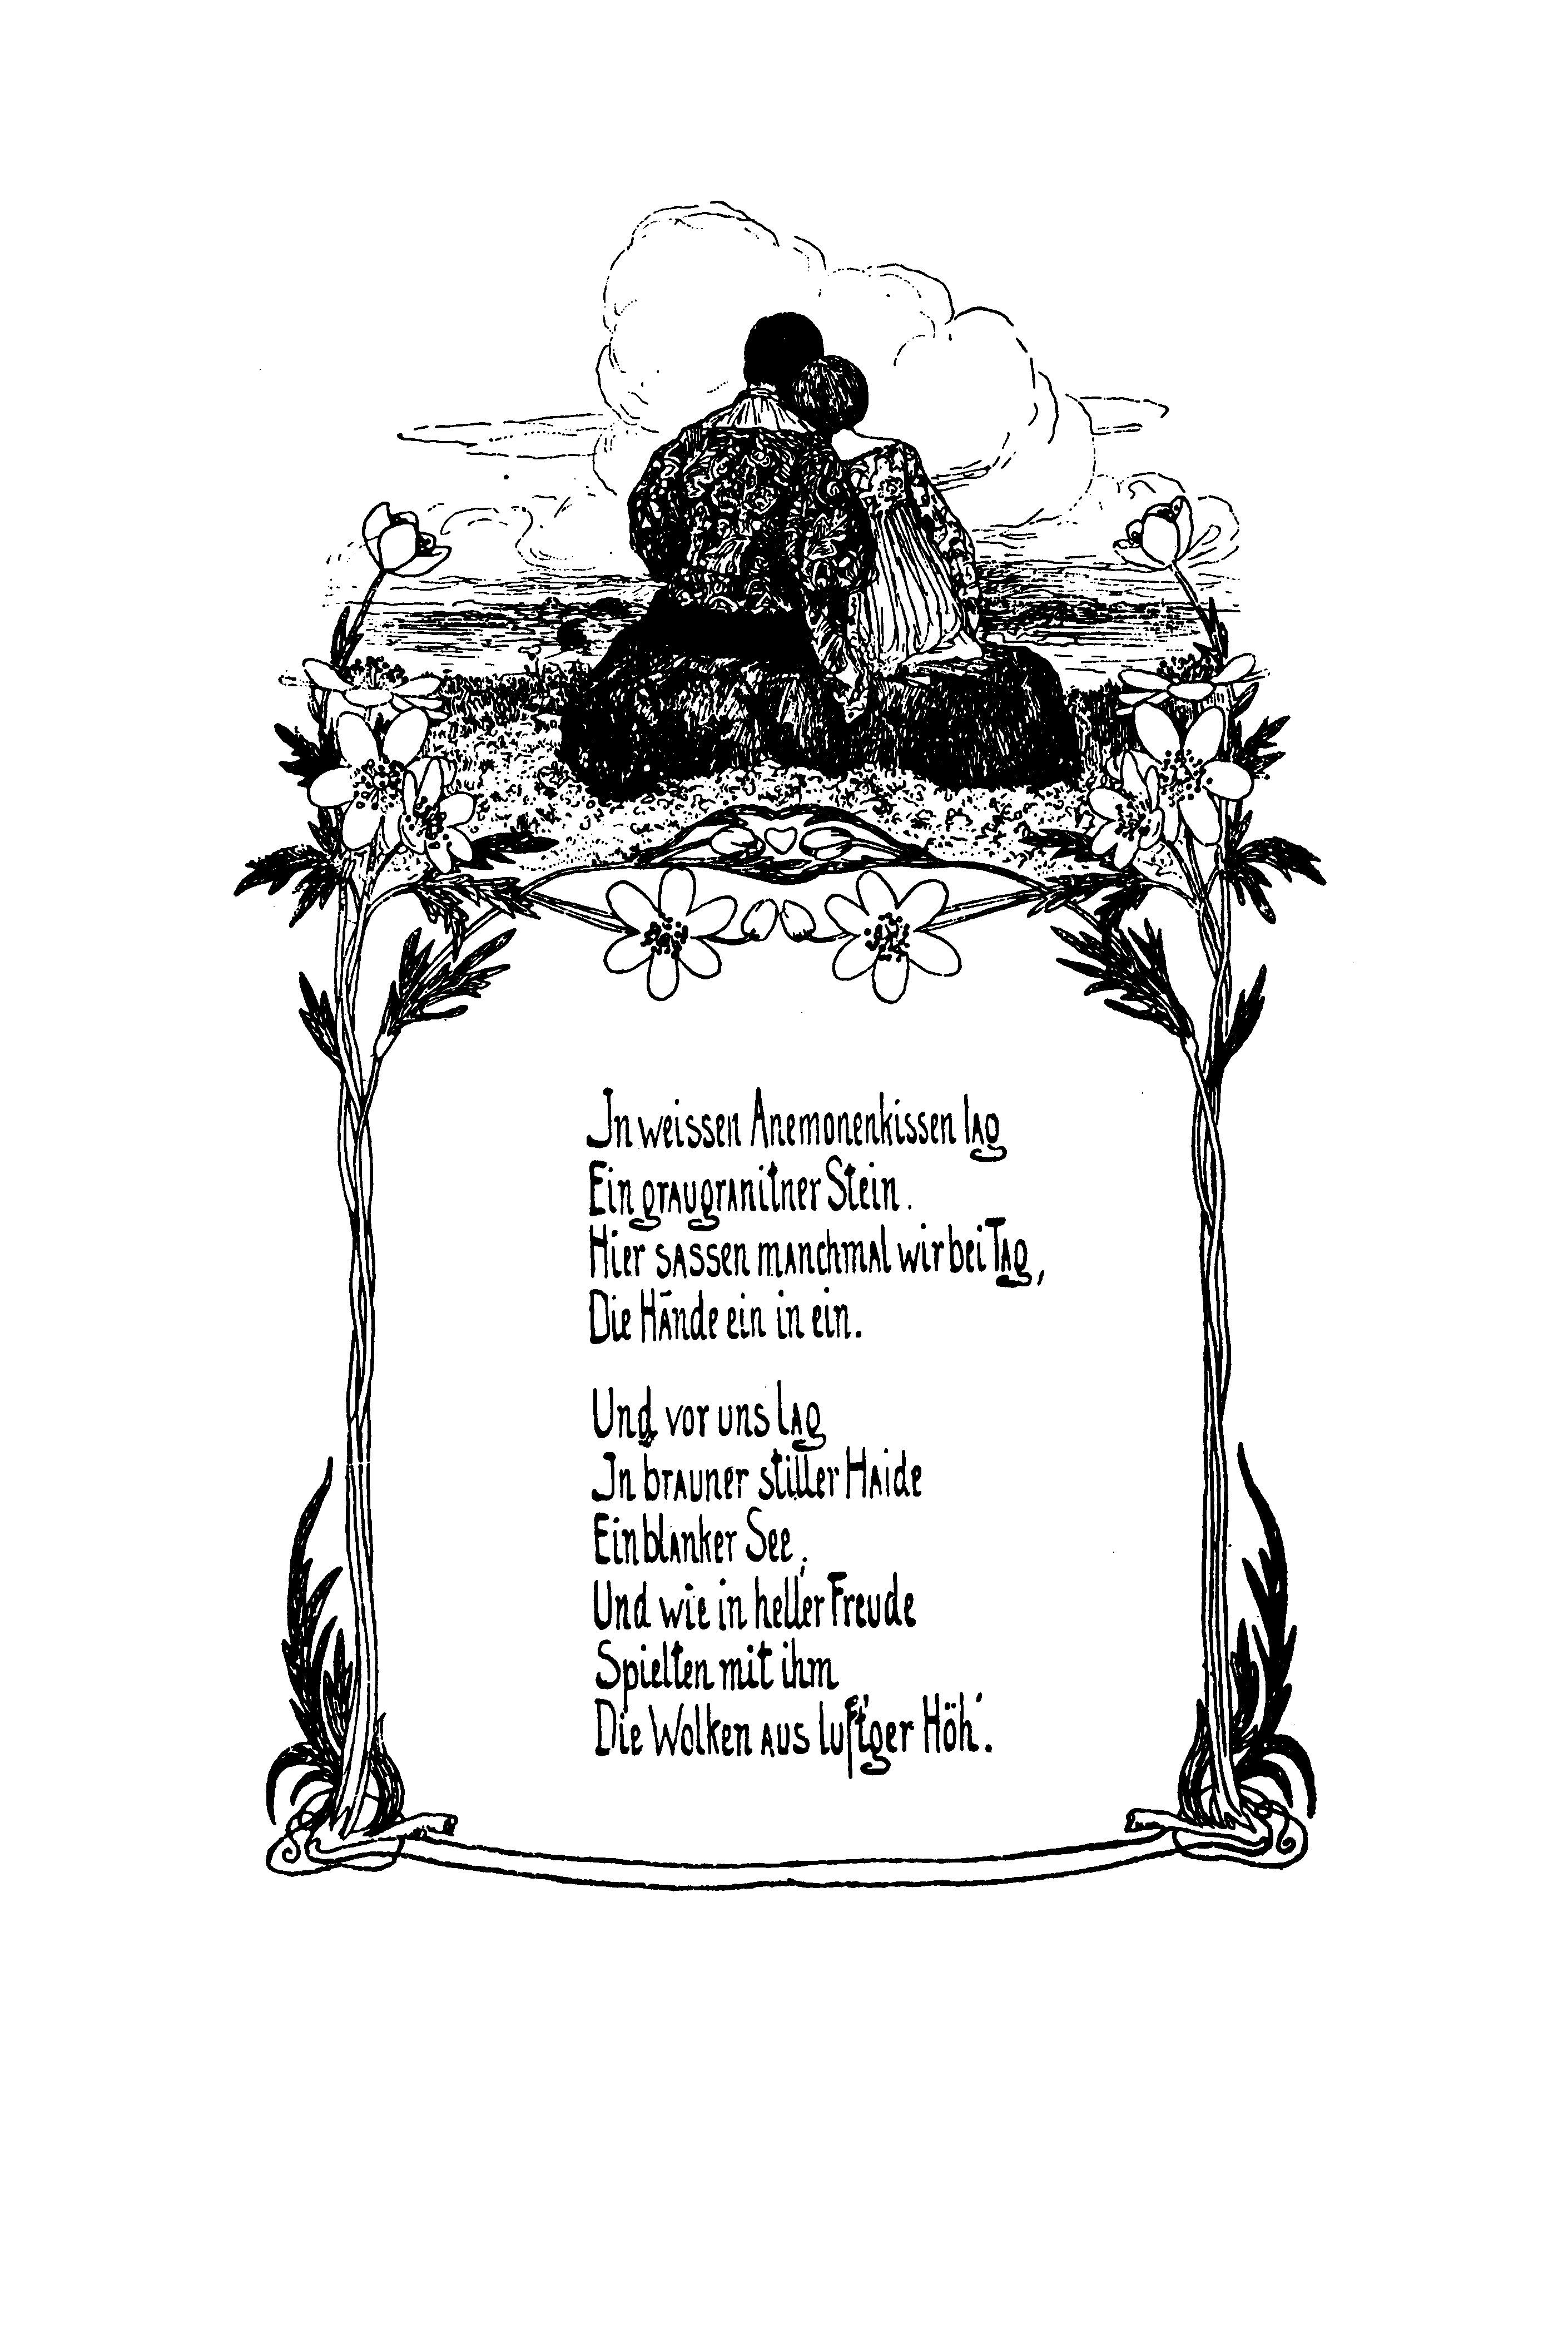 In weissen Anemonenkissen lag
Ein graugranitner Stein.
Hier sassen manchmal wir bei Tag,
Die Hände ein in ein.
Und vor uns lag
In brauner stiller Haide
Ein blanker See,
Und wie in heller Freude
Spielten mit ihm
Die Wolken aus luft'ger Höh'.